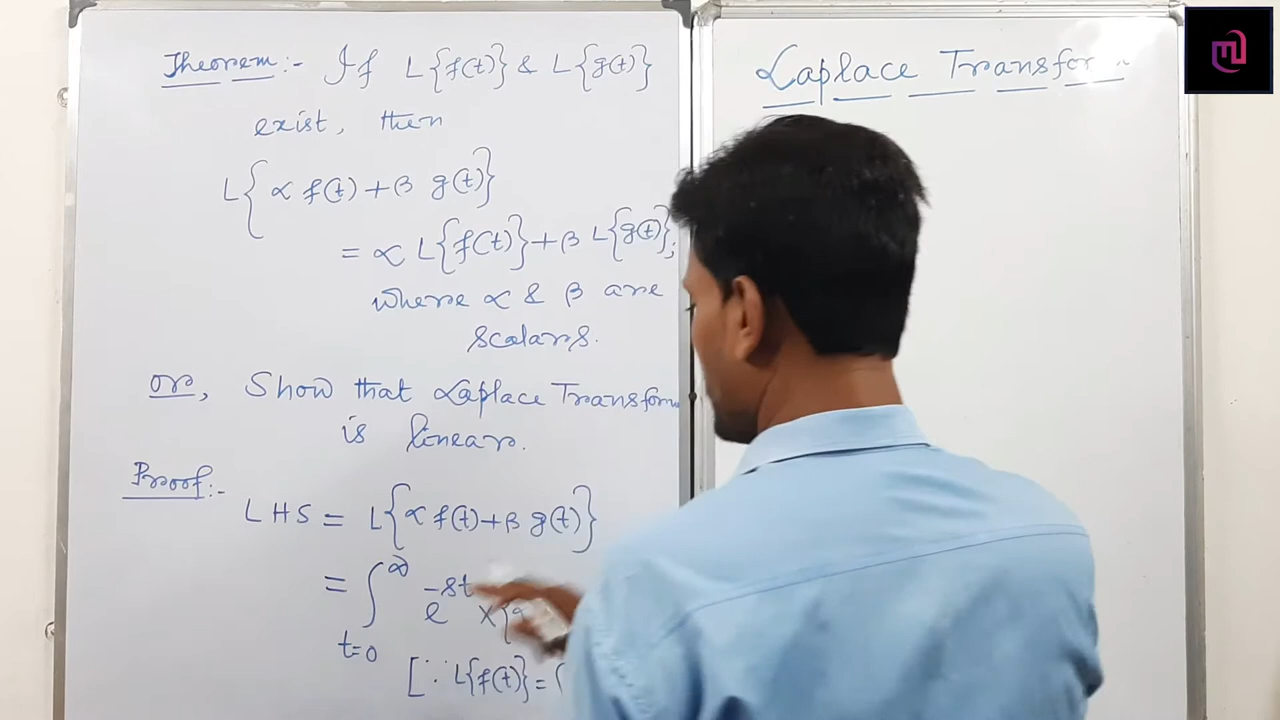 Theorem:- If L{f(t)} & L{g(t)}
exist, then
L{α f(t)+β g(t)}
= α L{f(t)}+β L{g(t)};
where α & β are
scalars.
or, Show that Laplace Transform
is linear.
Proof:-
LHS = L{α f(t)+β g(t)}
= ∫_{t=0}^{∞} e^{-st} × {
[∵ L{f(t)} = ∫
Laplace Transform